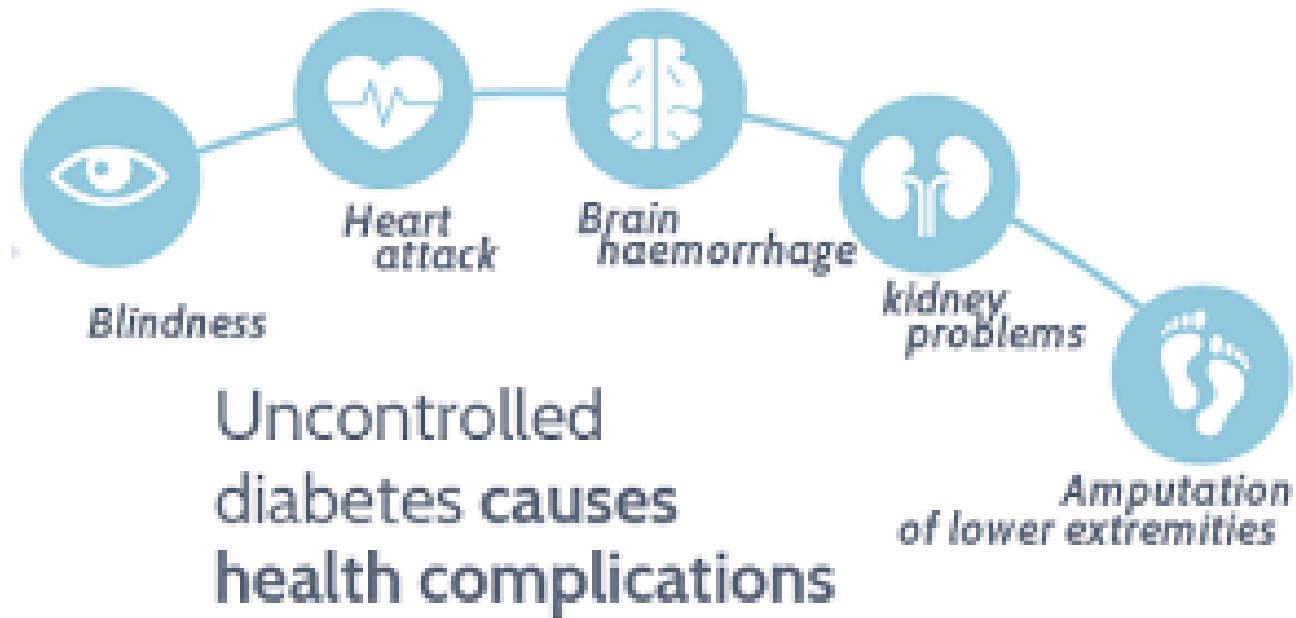 Blindness
Heart
attack
Brain
haemorrhage
kidney
problems
Amputation
of lower extremities
Uncontrolled
diabetes causes
health complications